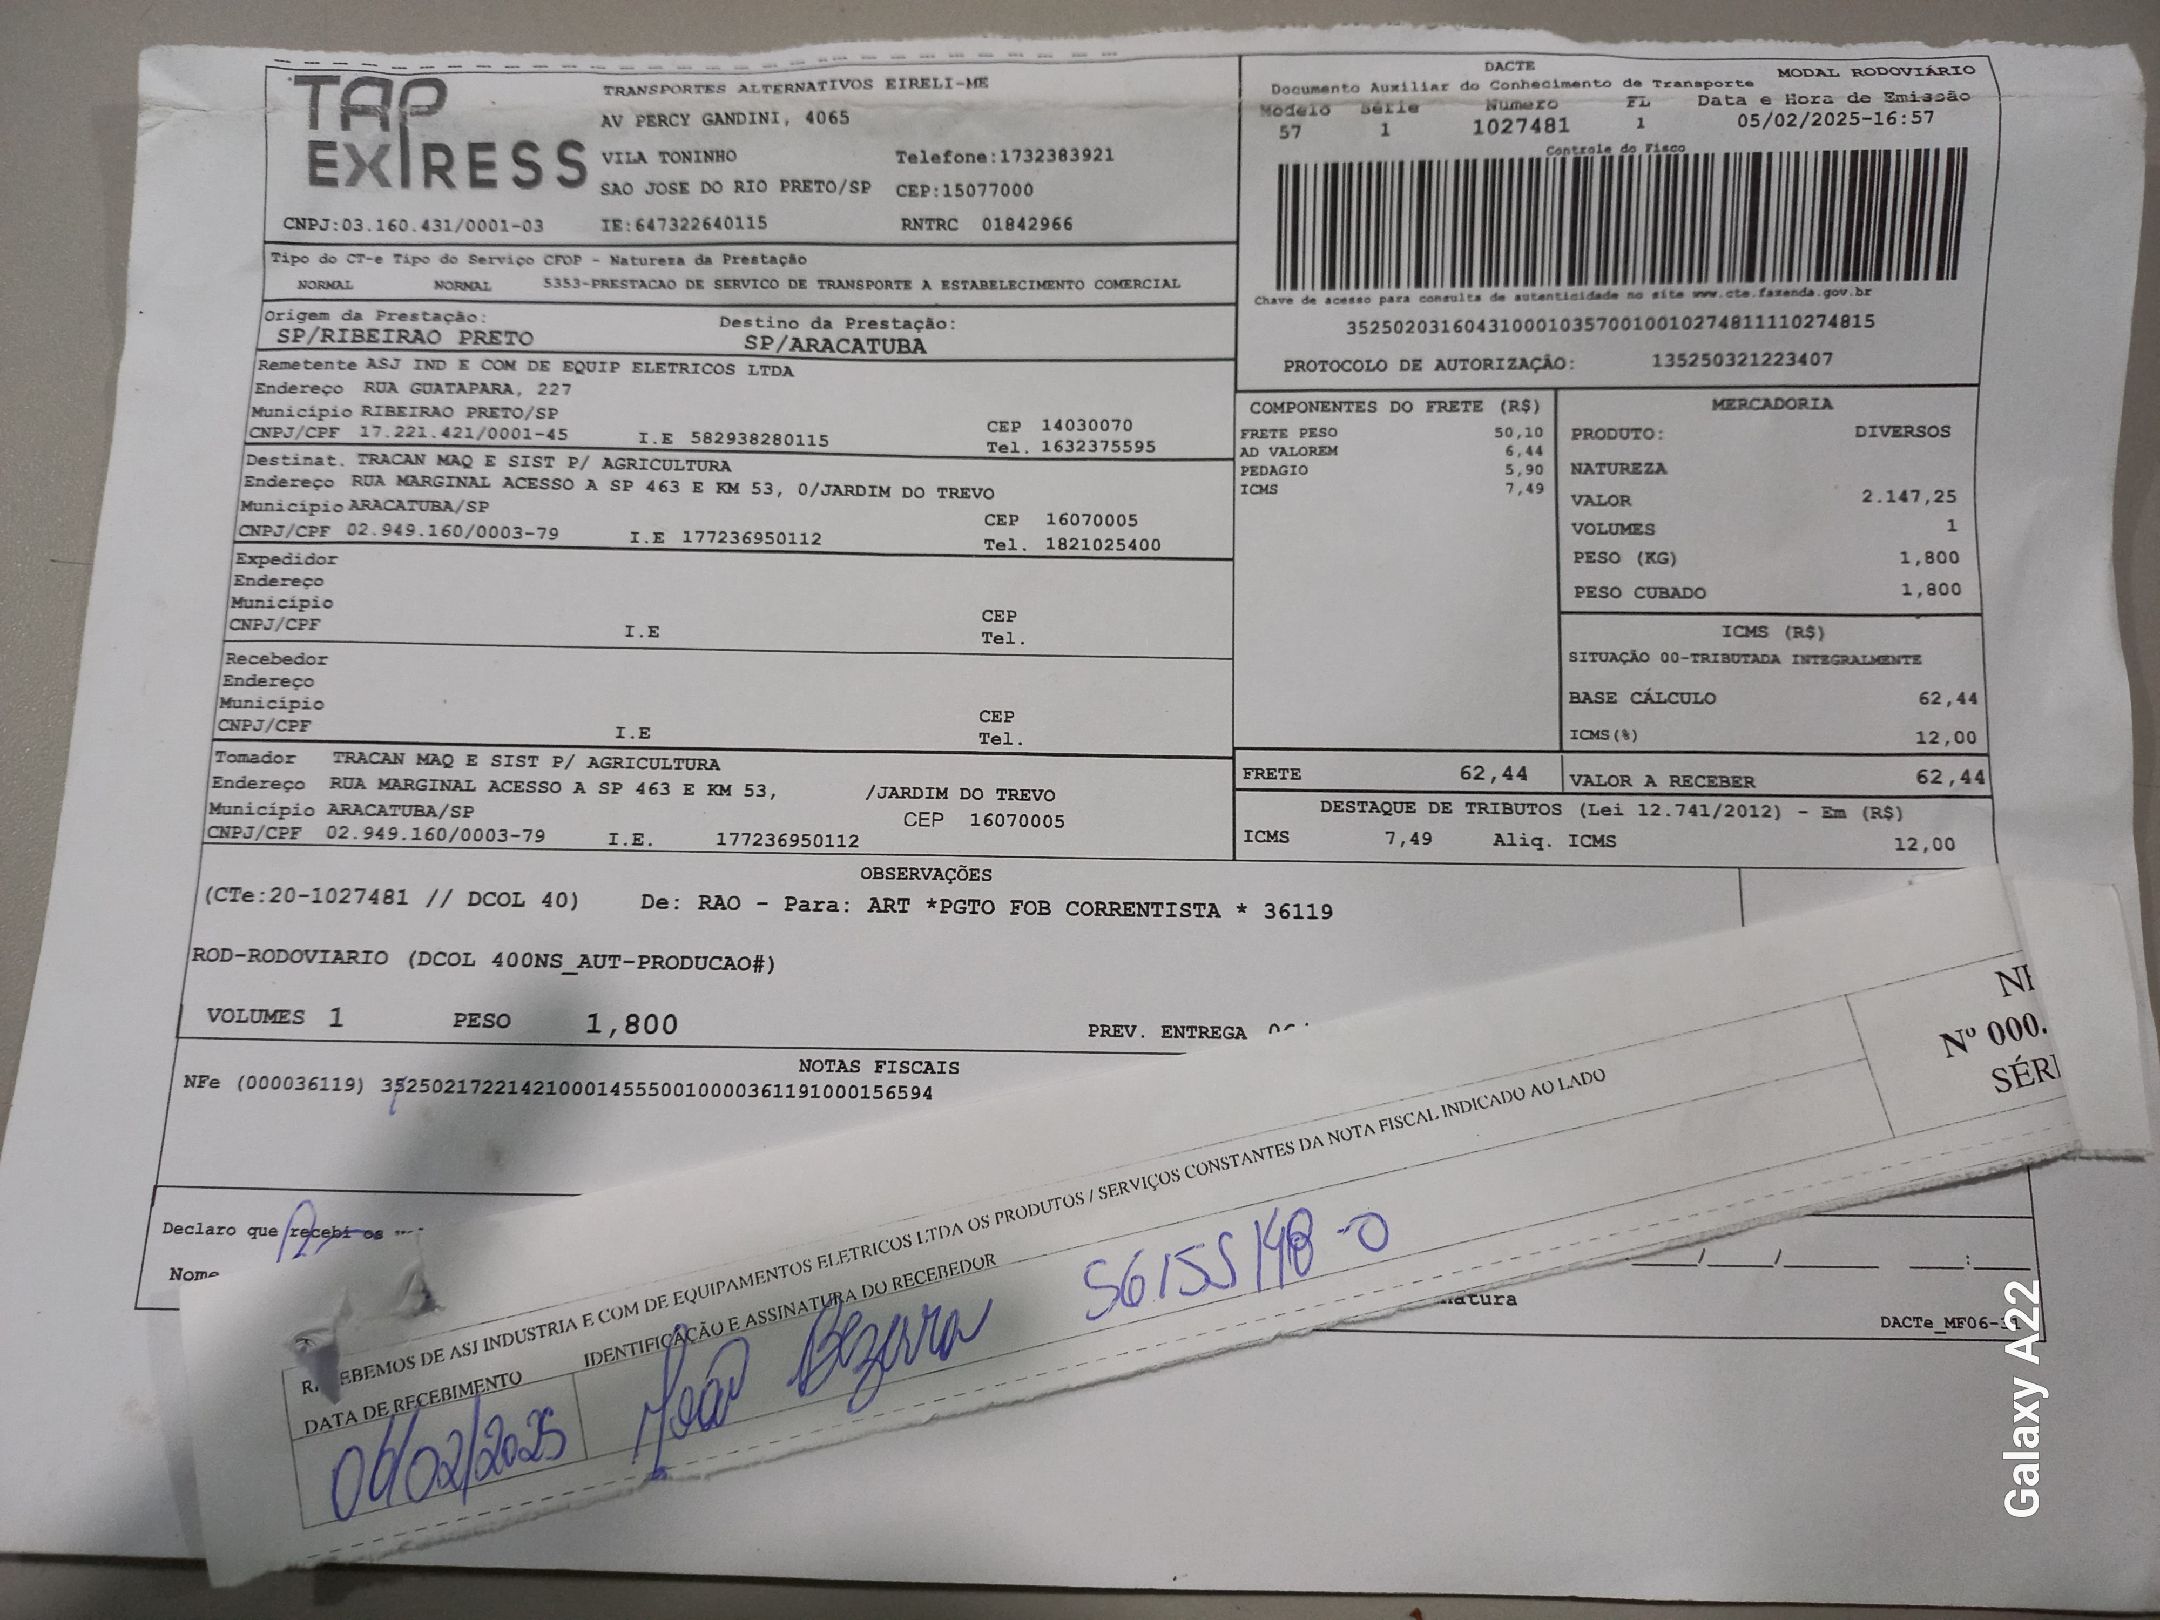 TAP EXPRESS
TRANSPORTES ALTERNATIVOS EIRELI-ME
AV PERCY GANDINI, 4065
VILA TONINHO Telefone:1732383921
SAO JOSE DO RIO PRETO/SP CEP:15077000
CNPJ:03.160.431/0001-03 IE:647322640115 RNTRC 01842966
DACTE
Documento Auxiliar do Conhecimento de Transporte MODAL RODOVIÁRIO
Modelo Série Numero FL Data e Hora de Emissão
57 1 1027481 1 05/02/2025-16:57
Controle do Fisco
Chave de acesso para consulta de autenticidade no site www.cte.fazenda.gov.br
35250203160431000103570010010274811110274815
PROTOCOLO DE AUTORIZAÇÃO: 135250321223407
Tipo do CT-e Tipo do Serviço CFOP - Natureza da Prestação
NORMAL NORMAL 5353-PRESTACAO DE SERVICO DE TRANSPORTE A ESTABELECIMENTO COMERCIAL
Origem da Prestação: Destino da Prestação:
SP/RIBEIRAO PRETO SP/ARACATUBA
Remetente ASJ IND E COM DE EQUIP ELETRICOS LTDA
Endereço RUA GUATAPARA, 227
Município RIBEIRAO PRETO/SP CEP 14030070
CNPJ/CPF 17.221.421/0001-45 I.E 582938280115 Tel. 1632375595
Destinat. TRACAN MAQ E SIST P/ AGRICULTURA
Endereço RUA MARGINAL ACESSO A SP 463 E KM 53, 0/JARDIM DO TREVO
Município ARACATUBA/SP CEP 16070005
CNPJ/CPF 02.949.160/0003-79 I.E 177236950112 Tel. 1821025400
Expedidor
Endereço
Município CEP
CNPJ/CPF I.E Tel.
Recebedor
Endereço
Município CEP
CNPJ/CPF I.E Tel.
Tomador TRACAN MAQ E SIST P/ AGRICULTURA
Endereço RUA MARGINAL ACESSO A SP 463 E KM 53, /JARDIM DO TREVO
Município ARACATUBA/SP CEP 16070005
CNPJ/CPF 02.949.160/0003-79 I.E. 177236950112
COMPONENTES DO FRETE (R$)
FRETE PESO 50,10
AD VALOREM 6,44
PEDAGIO 5,90
ICMS 7,49
MERCADORIA
PRODUTO: DIVERSOS
NATUREZA
VALOR 2.147,25
VOLUMES 1
PESO (KG) 1,800
PESO CUBADO 1,800
ICMS (R$)
SITUAÇÃO 00-TRIBUTADA INTEGRALMENTE
BASE CÁLCULO 62,44
ICMS(%) 12,00
FRETE 62,44 VALOR A RECEBER 62,44
DESTAQUE DE TRIBUTOS (Lei 12.741/2012) - Em (R$)
ICMS 7,49 Aliq. ICMS 12,00
OBSERVAÇÕES
(CTe:20-1027481 // DCOL 40) De: RAO - Para: ART *PGTO FOB CORRENTISTA * 36119
ROD-RODOVIARIO (DCOL 400NS_AUT-PRODUCAO#)
VOLUMES 1 PESO 1,800 PREV. ENTREGA
NOTAS FISCAIS
NFe (000036119) 35250217221421000145550010000361191000156594
Declaro que recebi os
Nome
DACTe_MF06-
Nº 000.
RECEBEMOS DE ASJ INDUSTRIA E COM DE EQUIPAMENTOS ELETRICOS LTDA OS PRODUTOS / SERVIÇOS CONSTANTES DA NOTA FISCAL INDICADO AO LADO
DATA DE RECEBIMENTO IDENTIFICAÇÃO E ASSINATURA DO RECEBEDOR
06/02/2025 João Bezerra
Galaxy A22